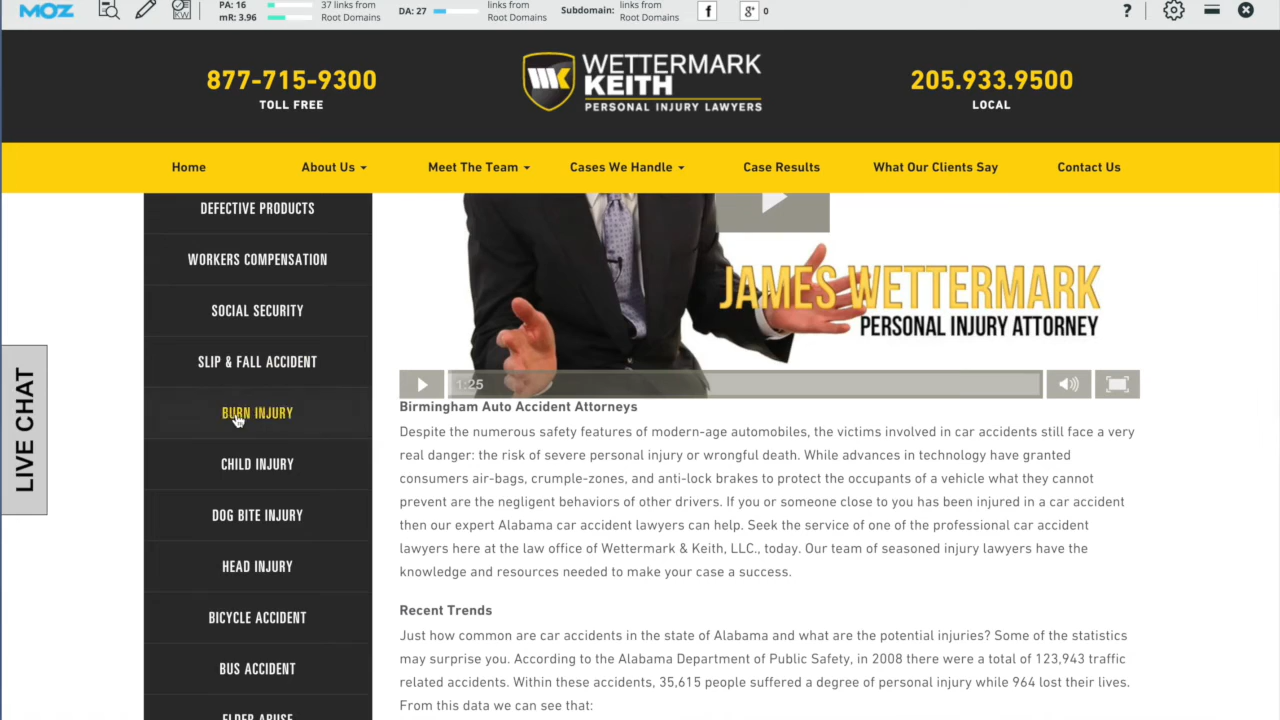 MOZ
KW
PA: 16
mR: 3.96
37 links from
Root Domains
DA: 27
links from
Root Domains
Subdomain:
links from
Root Domains
f
g+
0
?
877-715-9300
TOLL FREE
WK
WETTERMARK
KEITH
PERSONAL INJURY LAWYERS
205.933.9500
LOCAL
Home
About Us
Meet The Team
Cases We Handle
Case Results
What Our Clients Say
Contact Us
DEFECTIVE PRODUCTS
WORKERS COMPENSATION
SOCIAL SECURITY
SLIP & FALL ACCIDENT
BURN INJURY
CHILD INJURY
DOG BITE INJURY
HEAD INJURY
BICYCLE ACCIDENT
BUS ACCIDENT
ELDER ABUSE
LIVE CHAT
JAMES WETTERMARK
PERSONAL INJURY ATTORNEY
1:25
Birmingham Auto Accident Attorneys
Despite the numerous safety features of modern-age automobiles, the victims involved in car accidents still face a very
real danger: the risk of severe personal injury or wrongful death. While advances in technology have granted
consumers air-bags, crumple-zones, and anti-lock brakes to protect the occupants of a vehicle what they cannot
prevent are the negligent behaviors of other drivers. If you or someone close to you has been injured in a car accident
then our expert Alabama car accident lawyers can help. Seek the service of one of the professional car accident
lawyers here at the law office of Wettermark & Keith, LLC., today. Our team of seasoned injury lawyers have the
knowledge and resources needed to make your case a success.
Recent Trends
Just how common are car accidents in the state of Alabama and what are the potential injuries? Some of the statistics
may surprise you. According to the Alabama Department of Public Safety, in 2008 there were a total of 123,943 traffic
related accidents. Within these accidents, 35,615 people suffered a degree of personal injury while 964 lost their lives.
From this data we can see that: